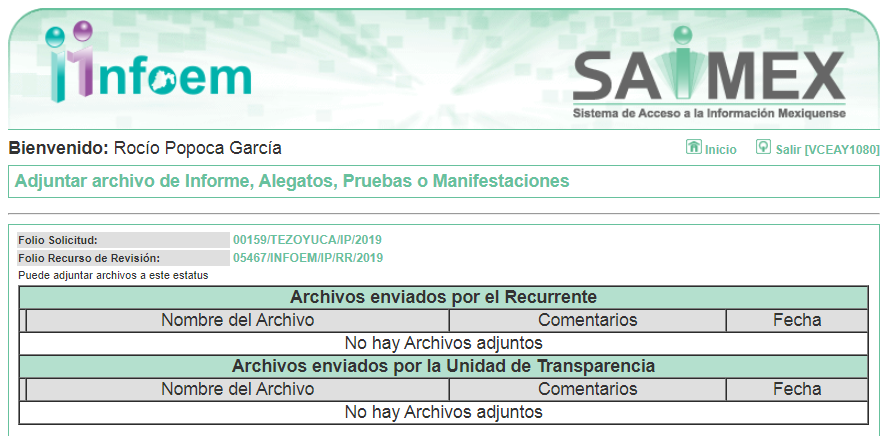 infoem
SAIMEX
Sistema de Acceso a la Información Mexiquense
Bienvenido: Rocío Popoca García
Inicio Salir [VCEAY1080]
Adjuntar archivo de Informe, Alegatos, Pruebas o Manifestaciones
Folio Solicitud: 00159/TEZOYUCA/IP/2019
Folio Recurso de Revisión: 05467/INFOEM/IP/RR/2019
Puede adjuntar archivos a este estatus
Archivos enviados por el Recurrente
Nombre del Archivo Comentarios Fecha
No hay Archivos adjuntos
Archivos enviados por la Unidad de Transparencia
Nombre del Archivo Comentarios Fecha
No hay Archivos adjuntos